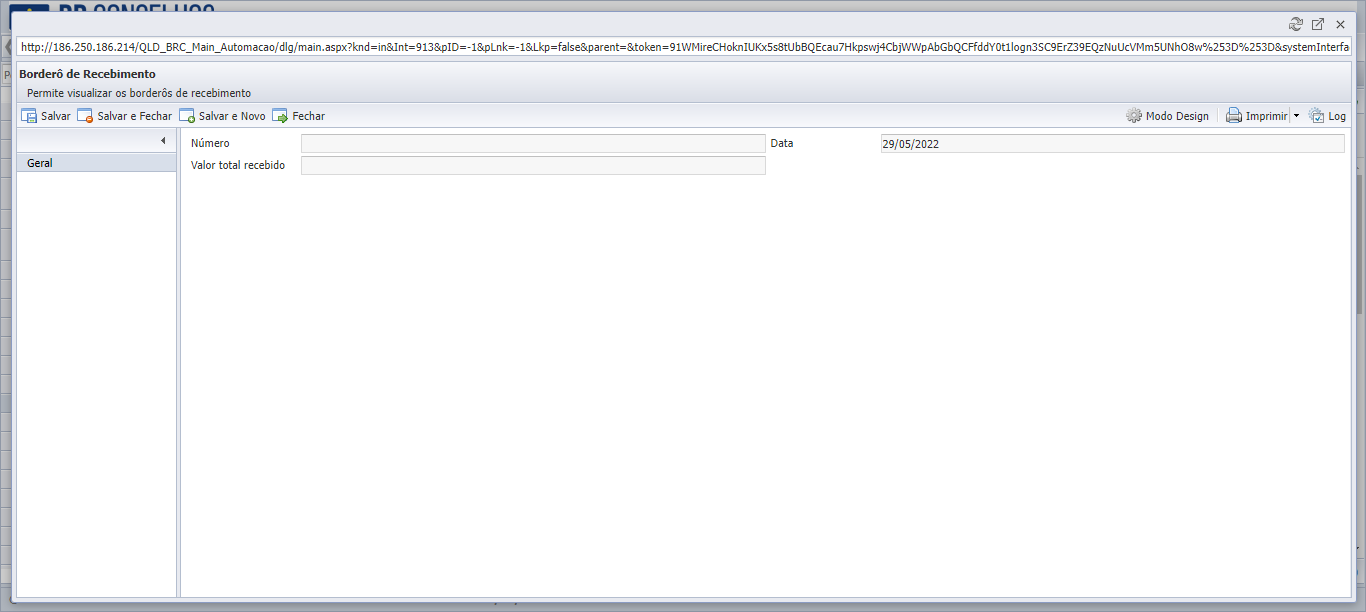 http://186.250.186.214/QLD_BRC_Main_Automacao/dlg/main.aspx?knd=in&Int=913&pID=-1&pLnk=-1&Lkp=false&parent=&token=91WMireCHoknIUKx5s8tUbBQEcau7Hkpswj4CbjWWpAbGbQCFfddY0t1logn3SC9ErZ39EQzNuUcVMm5UNhO8w%253D%253D&systemInterfa
Borderô de Recebimento
Permite visualizar os borderôs de recebimento
Salvar Salvar e Fechar Salvar e Novo Fechar Modo Design Imprimir Log
Número Data 29/05/2022
Geral
Valor total recebido